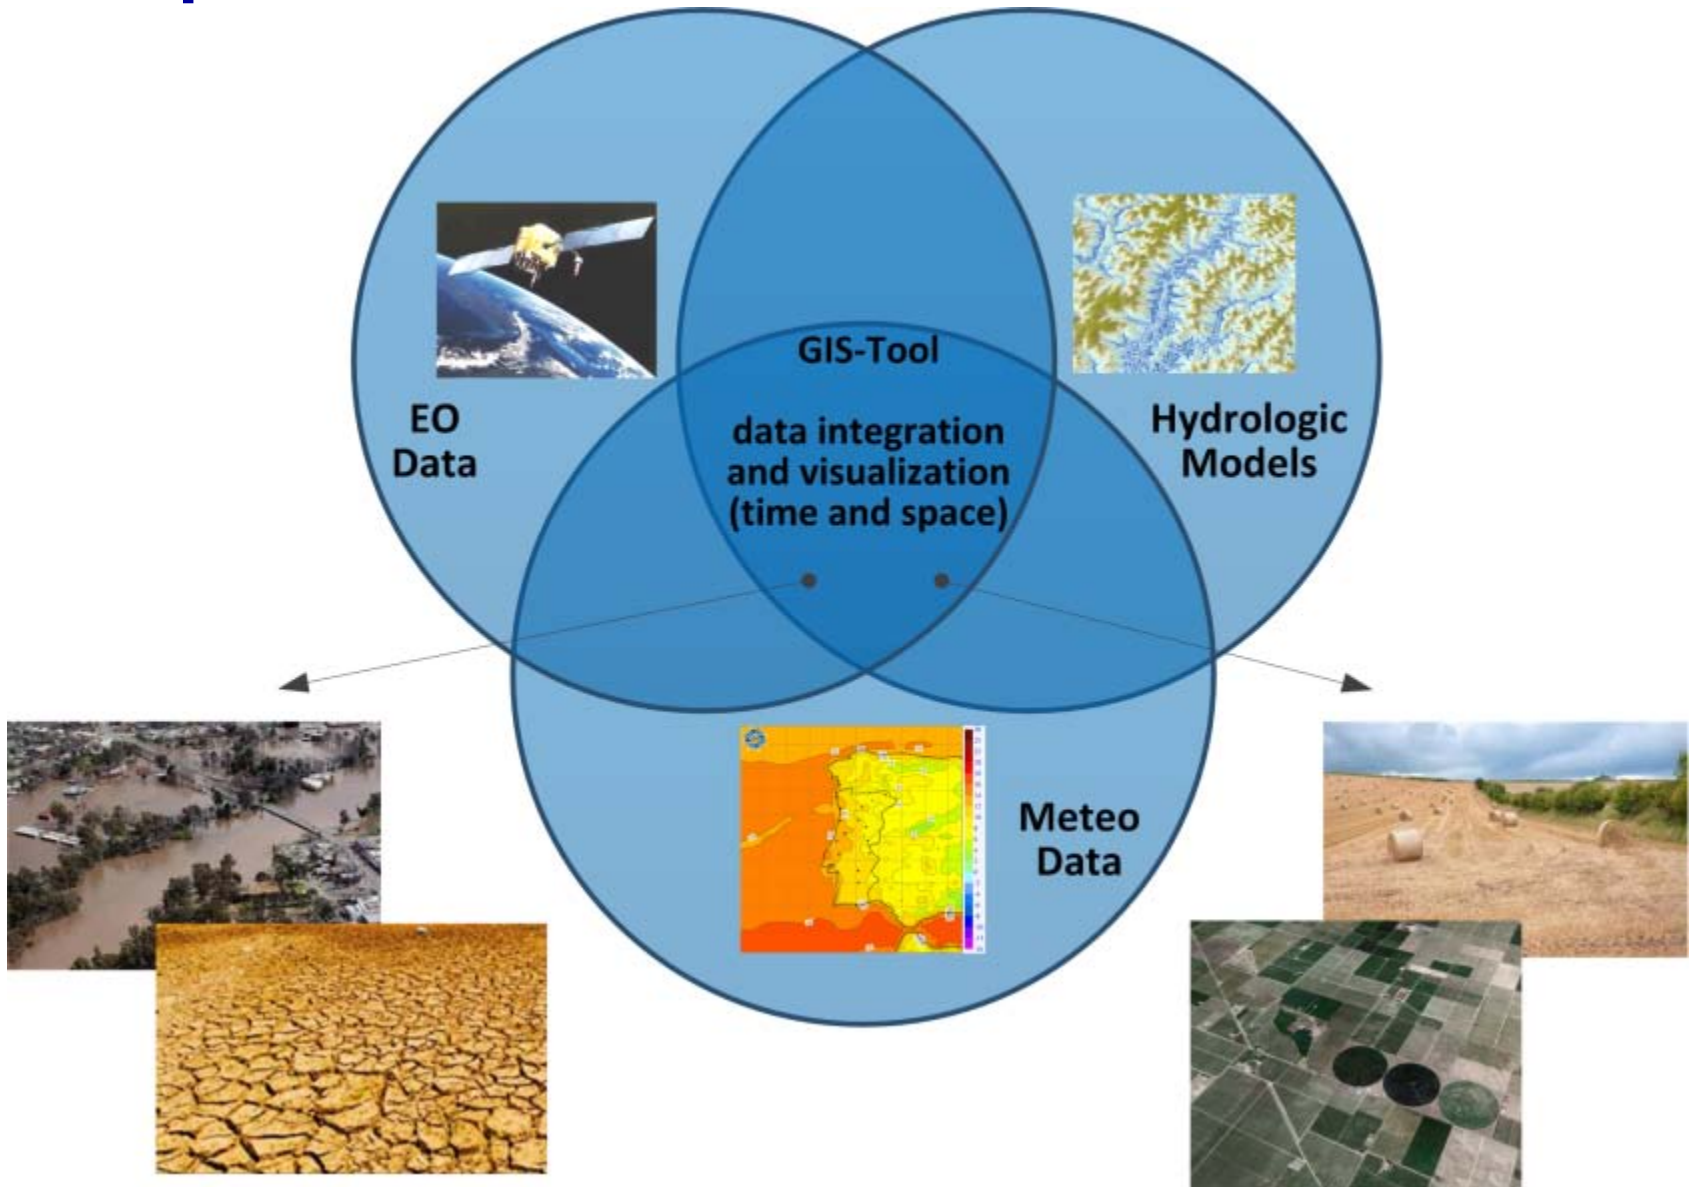 GIS-Tool
data integration
and visualization
(time and space)
EO
Data
Hydrologic
Models
Meteo
Data